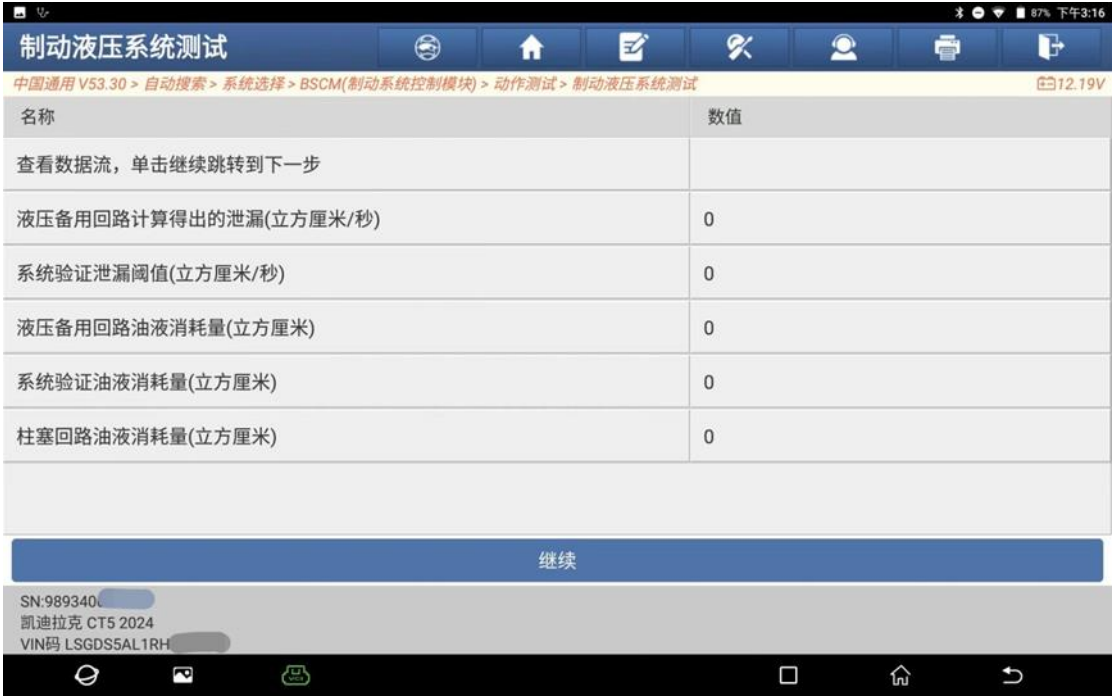 87% 下午3:16
制动液压系统测试
中国通用 V53.30 > 自动搜索 > 系统选择 > BSCM(制动系统控制模块) > 动作测试 > 制动液压系统测试 12.19V
名称 数值
查看数据流，单击继续跳转到下一步
液压备用回路计算得出的泄漏(立方厘米/秒) 0
系统验证泄漏阈值(立方厘米/秒) 0
液压备用回路油液消耗量(立方厘米) 0
系统验证油液消耗量(立方厘米) 0
柱塞回路油液消耗量(立方厘米) 0
继续
SN:989340
凯迪拉克 CT5 2024
VIN码 LSGDS5AL1RH